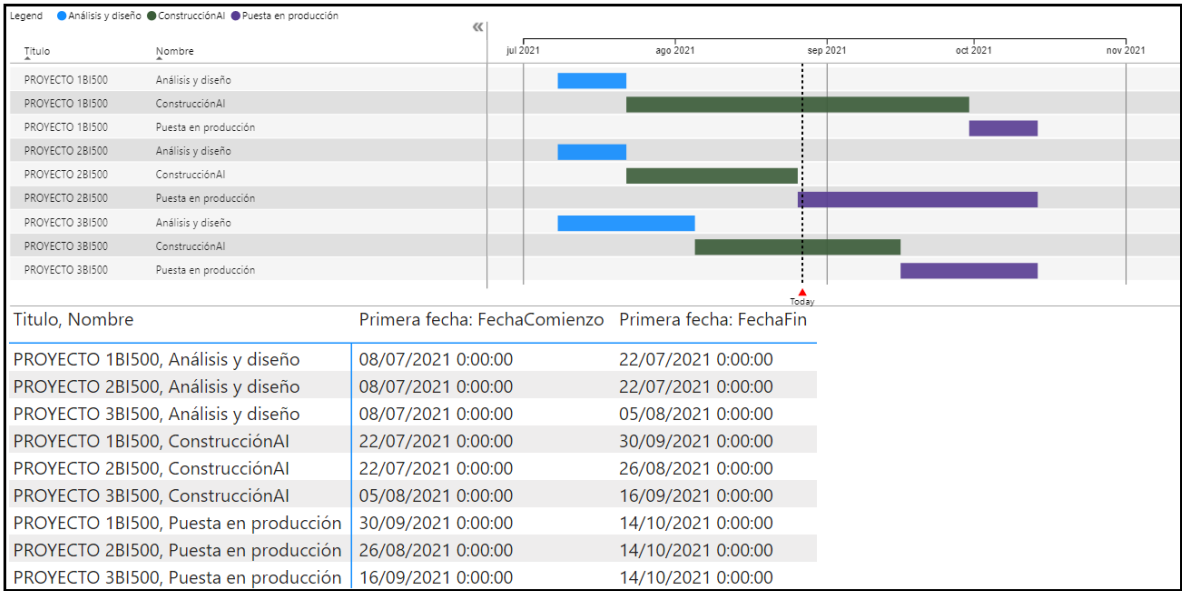 Legend Análisis y diseño ConstrucciónAI Puesta en producción
«
Titulo Nombre jul 2021 ago 2021 sep 2021 oct 2021 nov 2021
PROYECTO 1BI500 Análisis y diseño
PROYECTO 1BI500 ConstrucciónAI
PROYECTO 1BI500 Puesta en producción
PROYECTO 2BI500 Análisis y diseño
PROYECTO 2BI500 ConstrucciónAI
PROYECTO 2BI500 Puesta en producción
PROYECTO 3BI500 Análisis y diseño
PROYECTO 3BI500 ConstrucciónAI
PROYECTO 3BI500 Puesta en producción
Today
Titulo, Nombre Primera fecha: FechaComienzo Primera fecha: FechaFin
PROYECTO 1BI500, Análisis y diseño 08/07/2021 0:00:00 22/07/2021 0:00:00
PROYECTO 2BI500, Análisis y diseño 08/07/2021 0:00:00 22/07/2021 0:00:00
PROYECTO 3BI500, Análisis y diseño 08/07/2021 0:00:00 05/08/2021 0:00:00
PROYECTO 1BI500, ConstrucciónAI 22/07/2021 0:00:00 30/09/2021 0:00:00
PROYECTO 2BI500, ConstrucciónAI 22/07/2021 0:00:00 26/08/2021 0:00:00
PROYECTO 3BI500, ConstrucciónAI 05/08/2021 0:00:00 16/09/2021 0:00:00
PROYECTO 1BI500, Puesta en producción 30/09/2021 0:00:00 14/10/2021 0:00:00
PROYECTO 2BI500, Puesta en producción 26/08/2021 0:00:00 14/10/2021 0:00:00
PROYECTO 3BI500, Puesta en producción 16/09/2021 0:00:00 14/10/2021 0:00:00